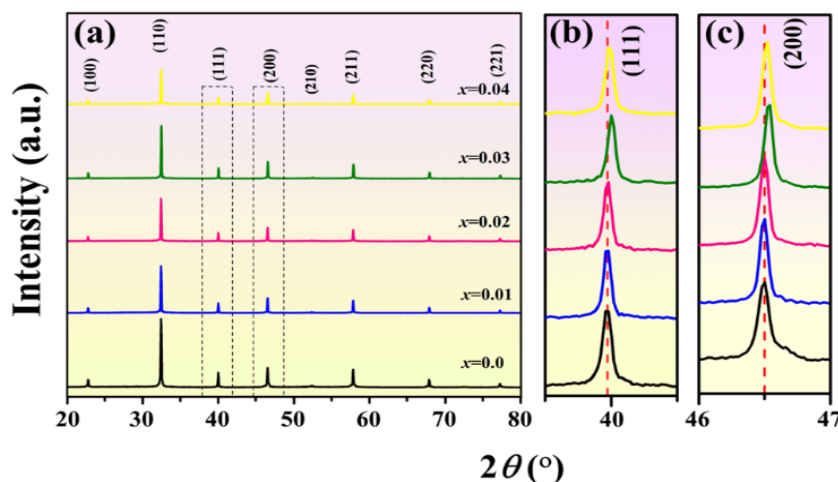 (a)
(100)
(110)
(111)
(200)
(210)
(211)
(220)
(221)
x=0.04
x=0.03
x=0.02
x=0.01
x=0.0
Intensity (a.u.)
20 30 40 50 60 70 80
(b)
(111)
40
(c)
(200)
46 47
2θ (°)